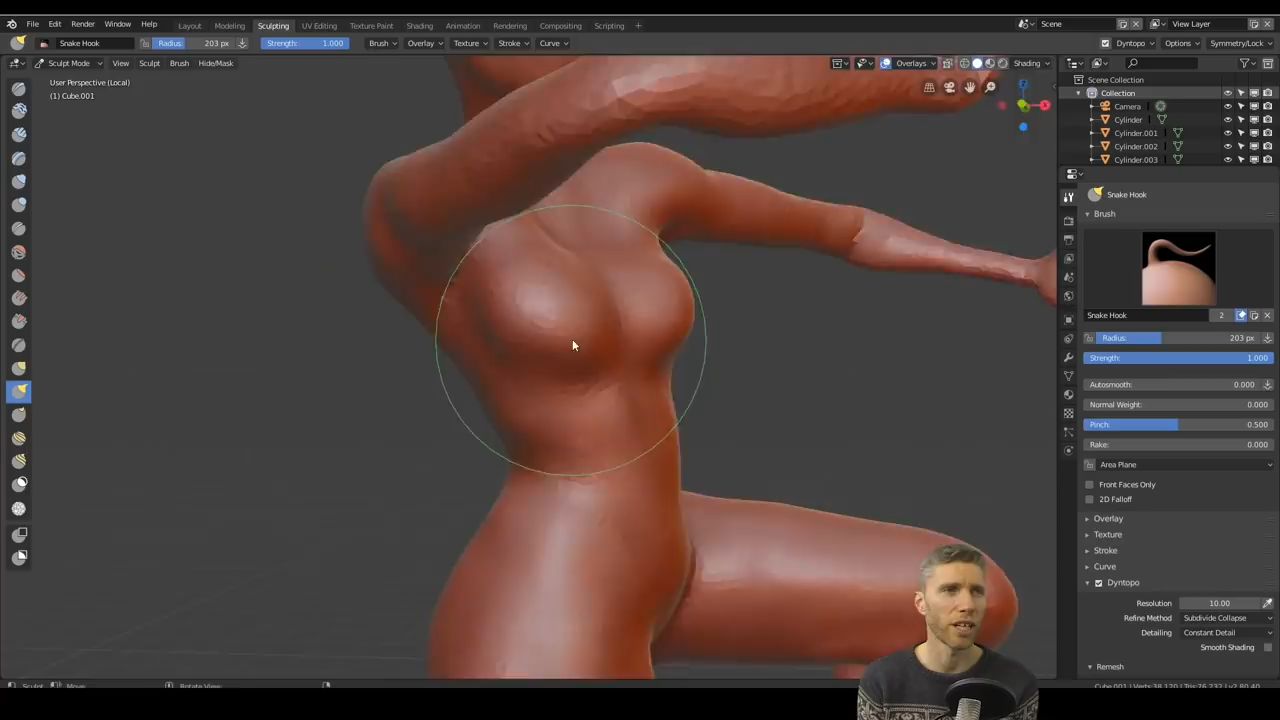 File Edit Render Window Help Layout Modeling Sculpting UV Editing Texture Paint Shading Animation Rendering Compositing Scripting + Scene View Layer
Snake Hook Radius: 203 px Strength: 1.000 Brush Overlay Texture Stroke Curve Dyntopo Options Symmetry/Lock
Sculpt Mode View Sculpt Brush Hide/Mask Overlays Shading
User Perspective (Local)
(1) Cube.001
Scene Collection
Collection
Camera
Cylinder
Cylinder.001
Cylinder.002
Cylinder.003
Snake Hook
Brush
Snake Hook 2
Radius: 203 px
Strength: 1.000
Autosmooth: 0.000
Normal Weight: 0.000
Pinch: 0.500
Rake: 0.000
Area Plane
Front Faces Only
2D Falloff
Overlay
Texture
Stroke
Curve
Dyntopo
Resolution 10.00
Refine Method Subdivide Collapse
Detailing Constant Detail
Smooth Shading
Remesh